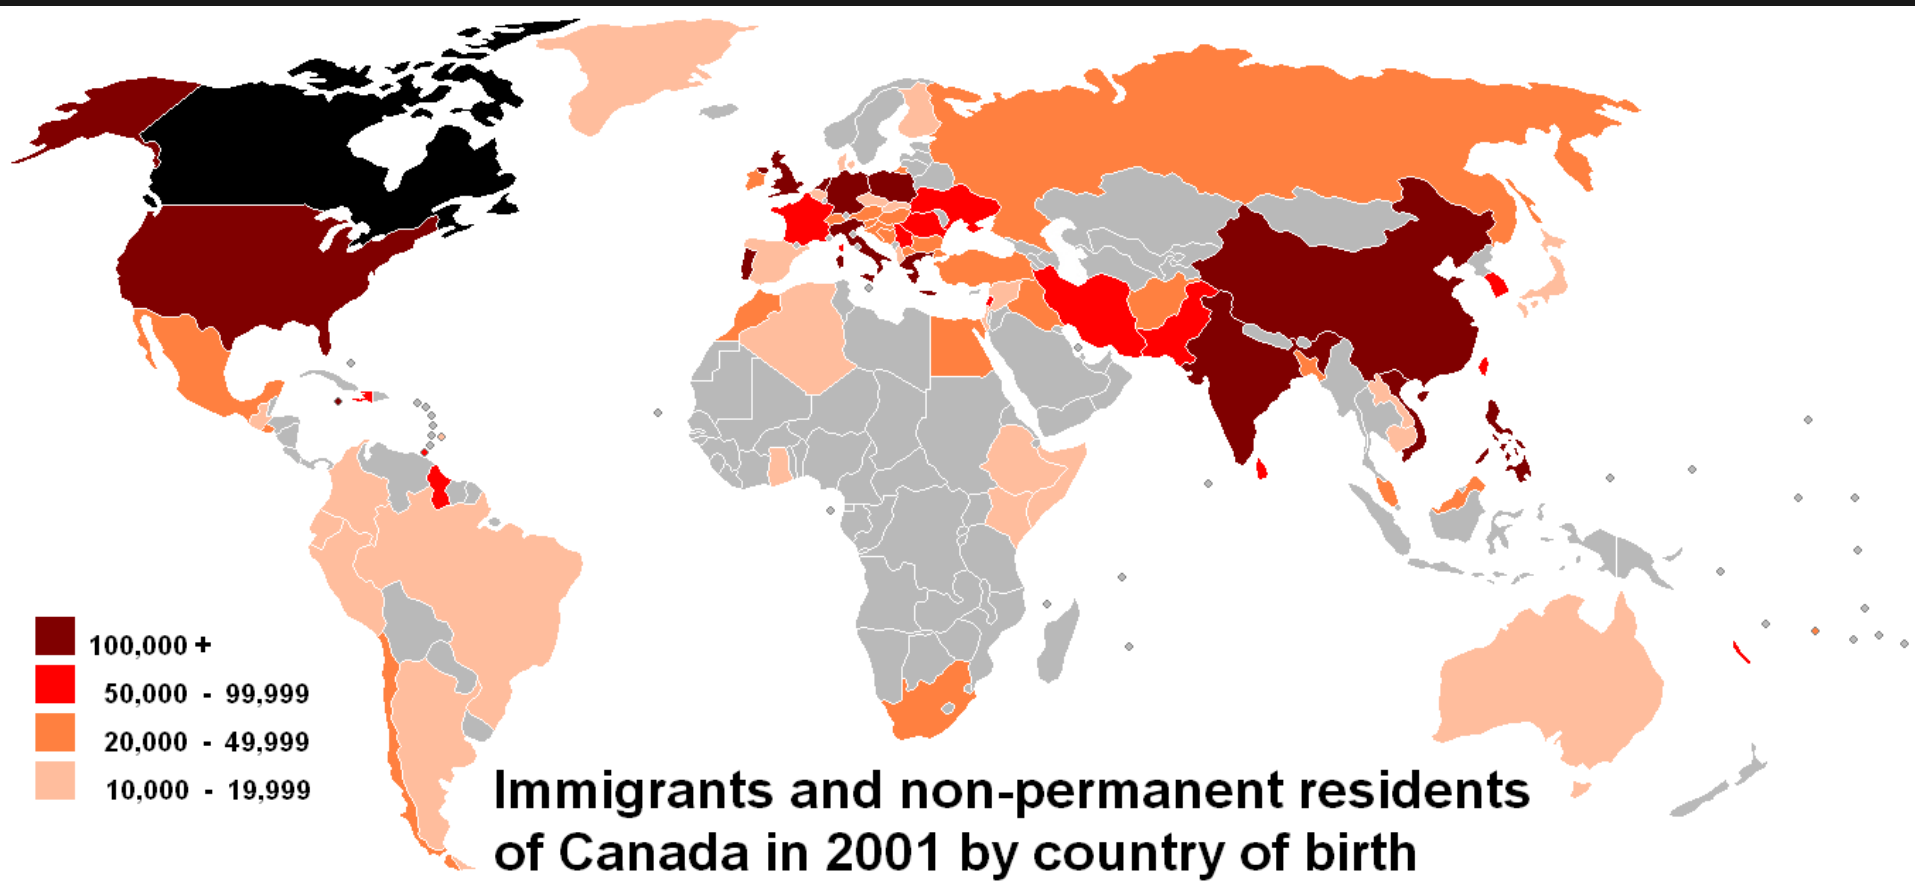 100,000 +
50,000 - 99,999
20,000 - 49,999
10,000 - 19,999
Immigrants and non-permanent residents
of Canada in 2001 by country of birth